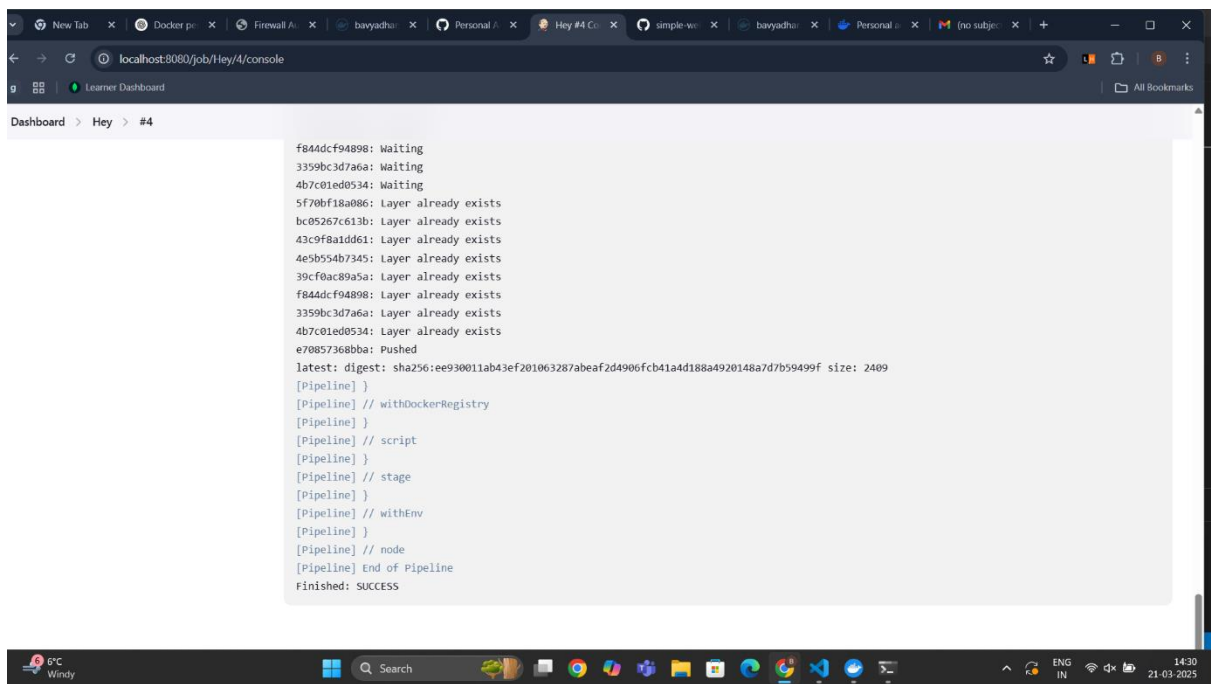 New Tab
Docker pe
Firewall Au
bavyadhar
Personal A
Hey #4 Co
simple-we
bavyadhar
Personal a
(no subjec
localhost:8080/job/Hey/4/console
B
g
Learner Dashboard
All Bookmarks
Dashboard > Hey > #4
f844dcf94898: Waiting
3359bc3d7a6a: Waiting
4b7c01ed0534: Waiting
5f70bf18a086: Layer already exists
bc05267c613b: Layer already exists
43c9f8a1dd61: Layer already exists
4e5b554b7345: Layer already exists
39cf0ac89a5a: Layer already exists
f844dcf94898: Layer already exists
3359bc3d7a6a: Layer already exists
4b7c01ed0534: Layer already exists
e70857368bba: Pushed
latest: digest: sha256:ee930011ab43ef201063287abeaf2d4906fcb41a4d188a4920148a7d7b59499f size: 2409
[Pipeline] }
[Pipeline] // withDockerRegistry
[Pipeline] }
[Pipeline] // script
[Pipeline] }
[Pipeline] // stage
[Pipeline] }
[Pipeline] // withEnv
[Pipeline] }
[Pipeline] // node
[Pipeline] End of Pipeline
Finished: SUCCESS
6
6°C
Windy
Search
ENG
IN
14:30
21-03-2025